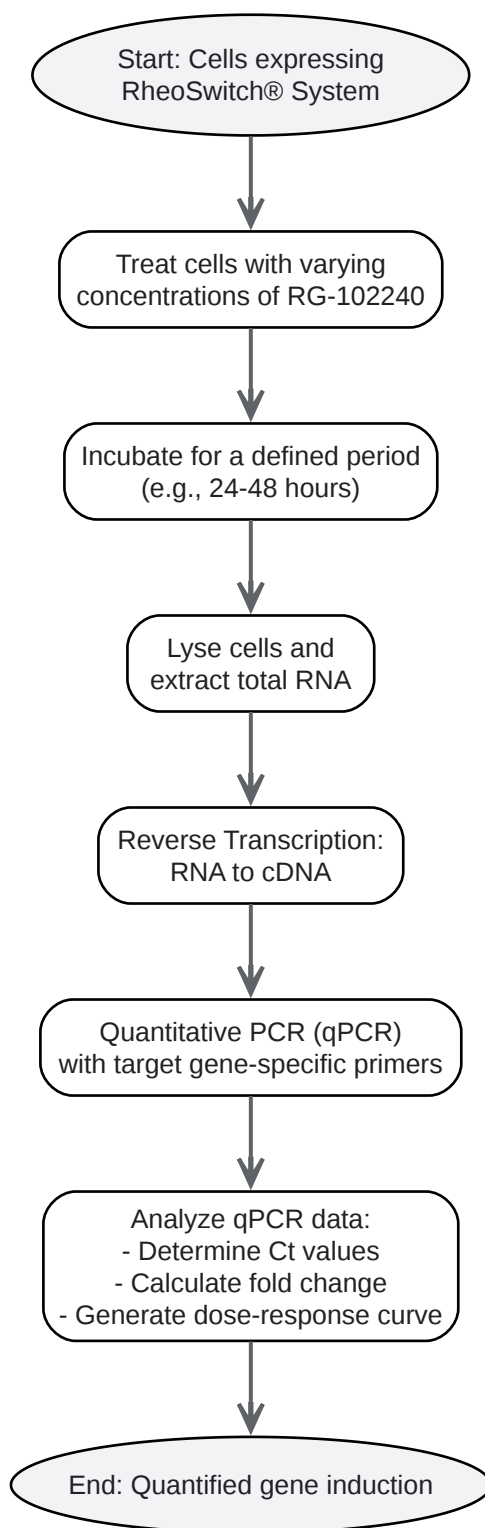 Start: Cells expressing
RheoSwitch® System
Treat cells with varying
concentrations of RG-102240
Incubate for a defined period
(e.g., 24-48 hours)
Lyse cells and
extract total RNA
Reverse Transcription:
RNA to cDNA
Quantitative PCR (qPCR)
with target gene-specific primers
Analyze qPCR data:
- Determine Ct values
- Calculate fold change
- Generate dose-response curve
End: Quantified gene induction